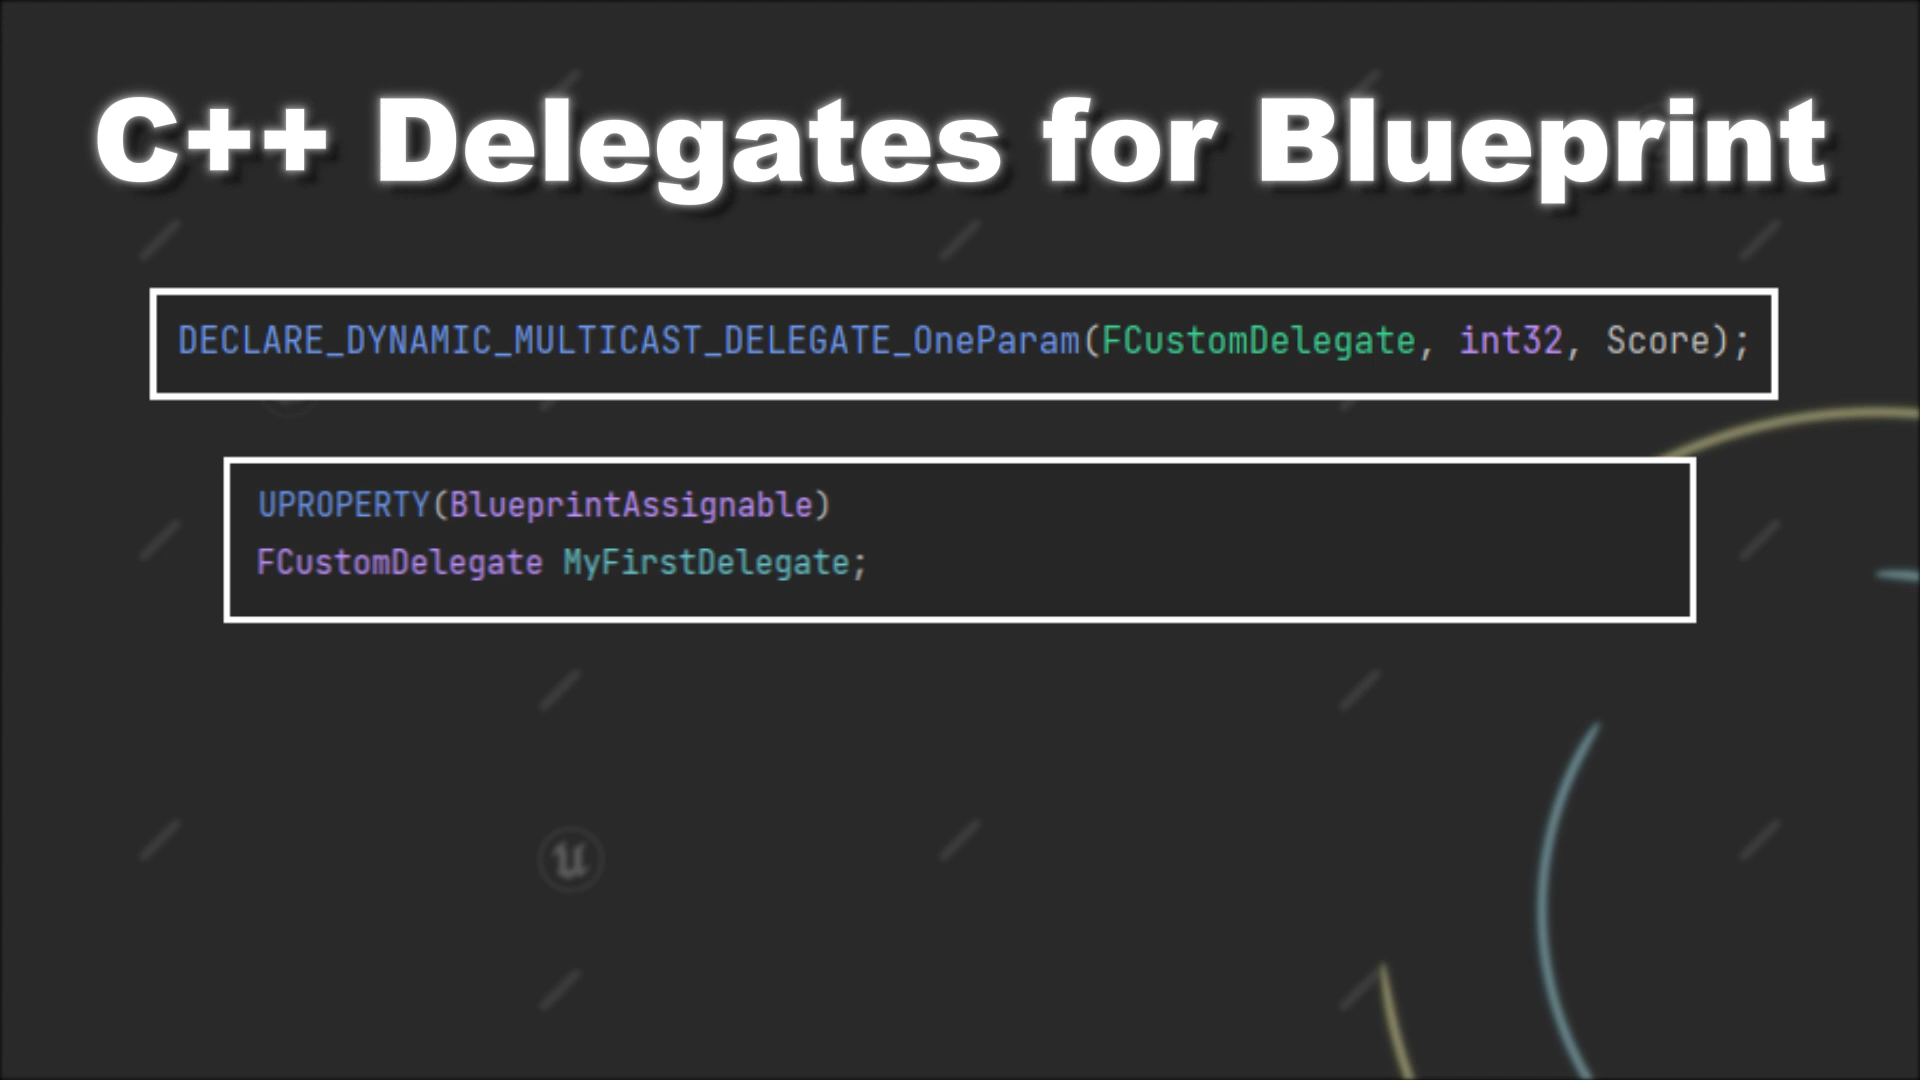 C++ Delegates for Blueprint
DECLARE_DYNAMIC_MULTICAST_DELEGATE_OneParam(FCustomDelegate, int32, Score);
UPROPERTY(BlueprintAssignable)
FCustomDelegate MyFirstDelegate;